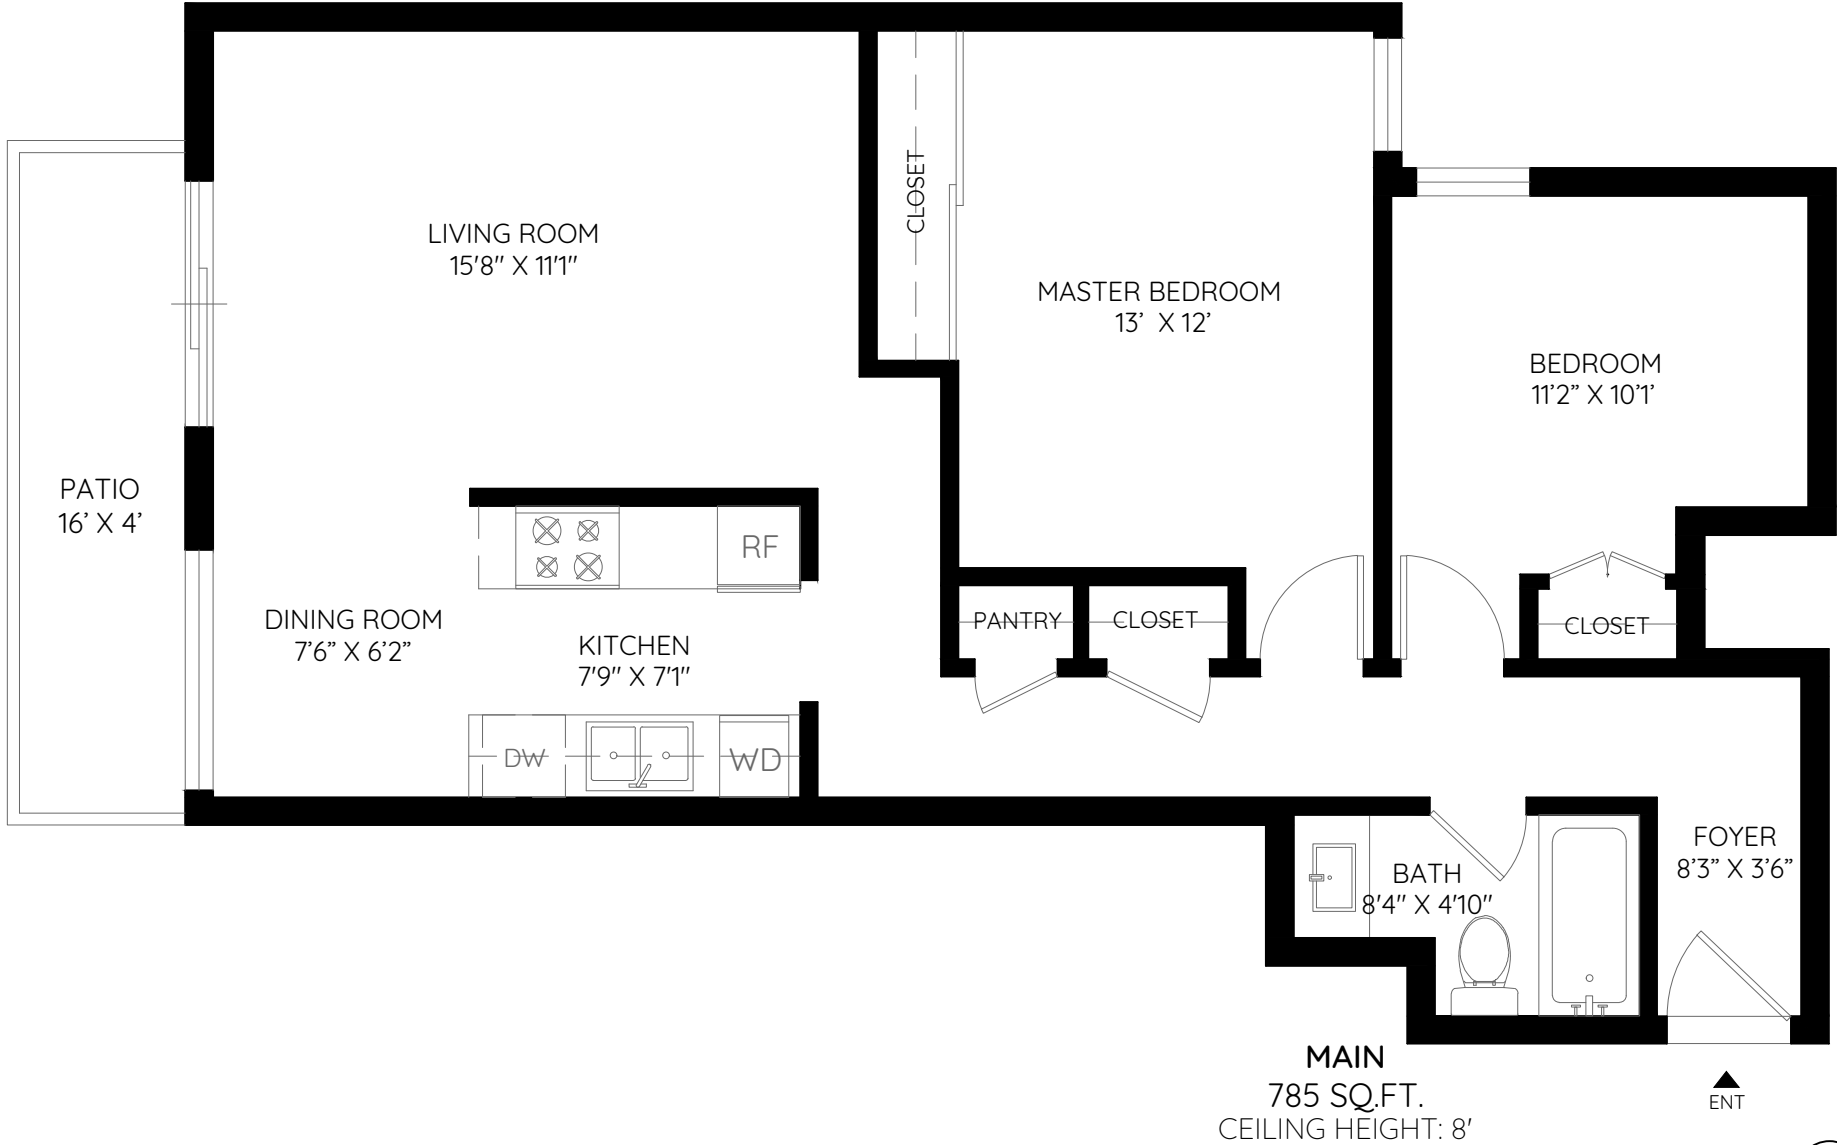 CLOSET
LIVING ROOM
15'8" X 11'1"
MASTER BEDROOM
13' X 12'
BEDROOM
11'2" X 10'1'
PATIO
16' X 4'
RF
DINING ROOM
7'6" X 6'2"
KITCHEN
7'9" X 7'1"
PANTRY
CLOSET
CLOSET
DW
WD
FOYER
8'3" X 3'6"
BATH
8'4" X 4'10"
MAIN
785 SQ.FT.
CEILING HEIGHT: 8'
ENT